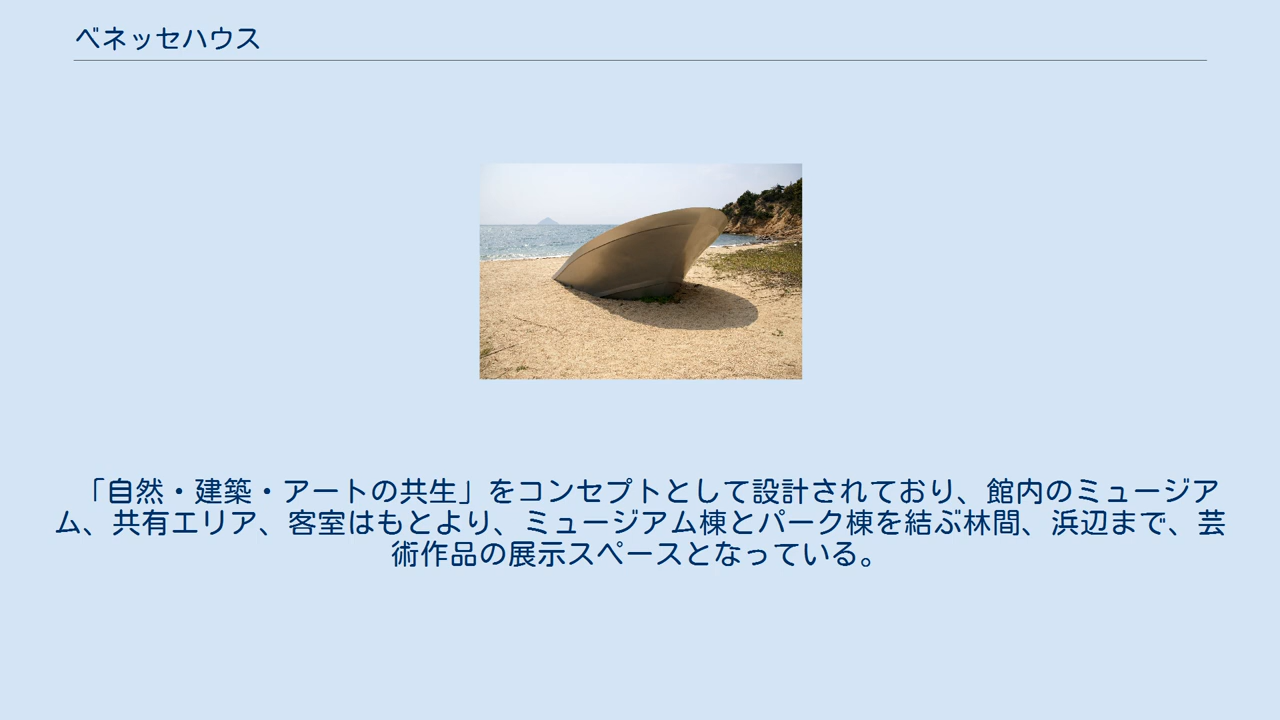 ベネッセハウス
「自然・建築・アートの共生」をコンセプトとして設計されており、館内のミュージア
ム、共有エリア、客室はもとより、ミュージアム棟とパーク棟を結ぶ林間、浜辺まで、芸
術作品の展示スペースとなっている。